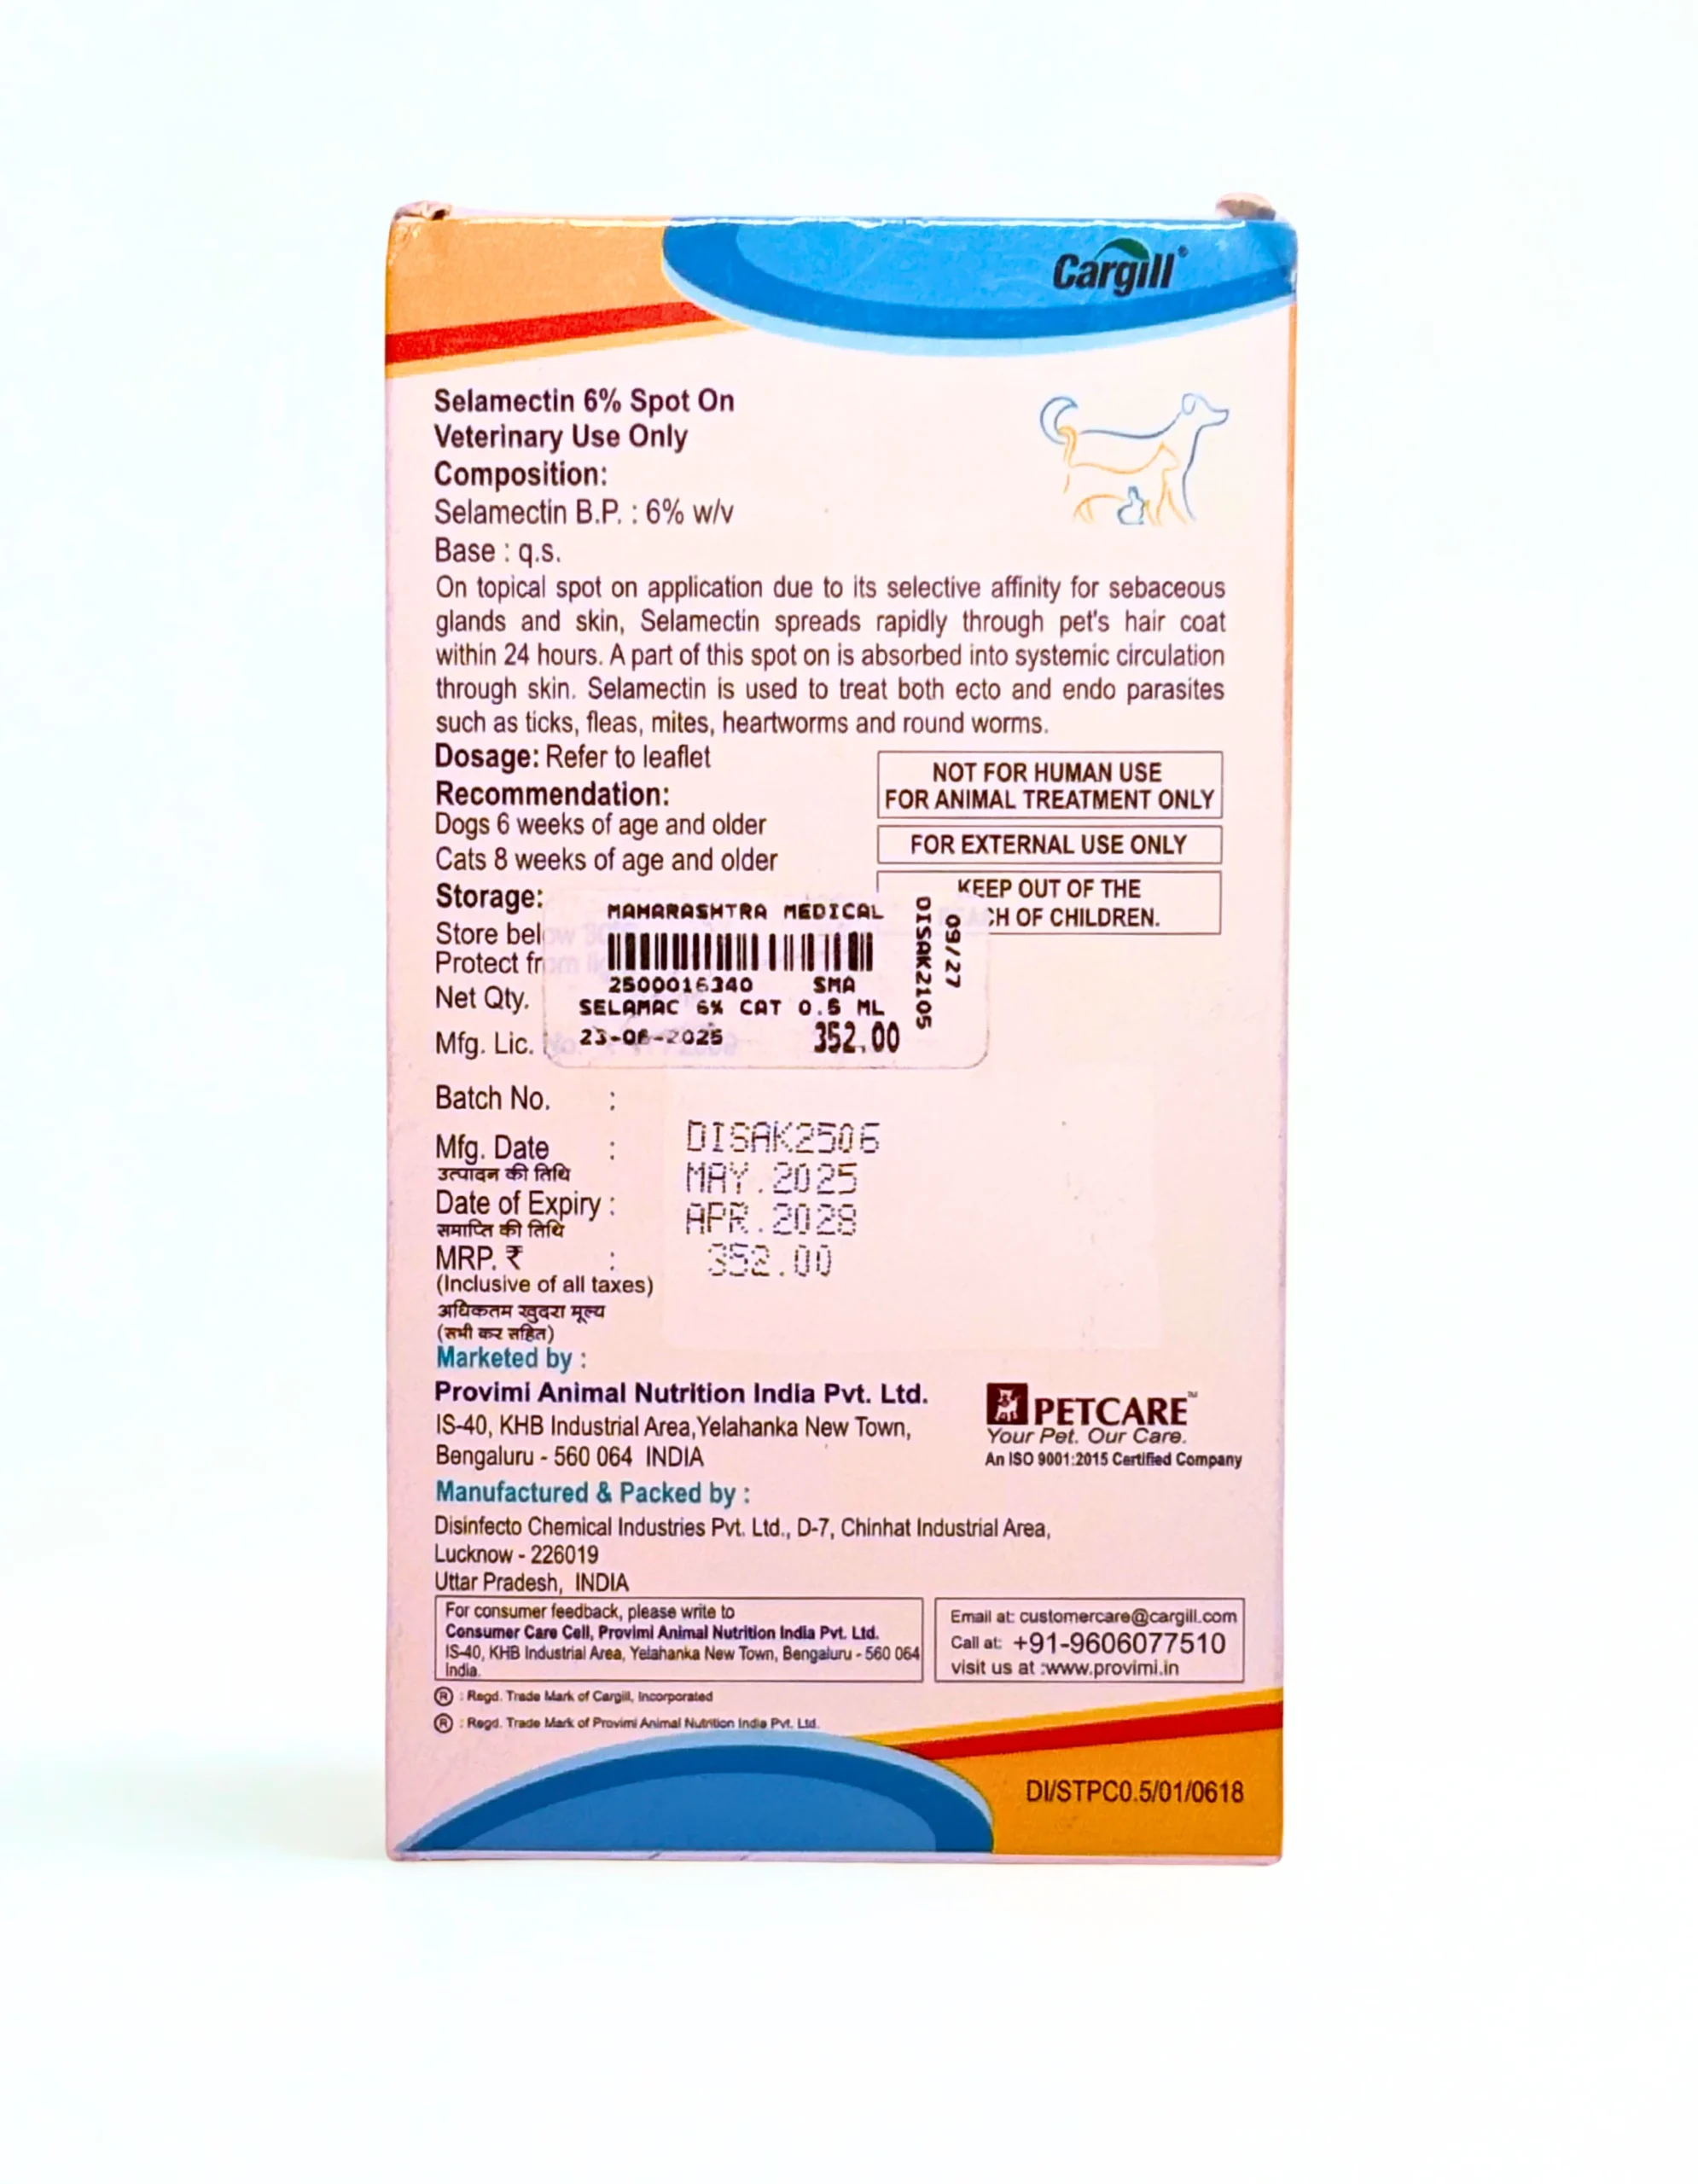 Cargill®
Selamectin 6% Spot On
Veterinary Use Only
Composition:
Selamectin B.P. : 6% w/v
Base : q.s.
On topical spot on application due to its selective affinity for sebaceous
glands and skin, Selamectin spreads rapidly through pet's hair coat
within 24 hours. A part of this spot on is absorbed into systemic circulation
through skin. Selamectin is used to treat both ecto and endo parasites
such as ticks, fleas, mites, heartworms and round worms.
Dosage: Refer to leaflet
Recommendation:
Dogs 6 weeks of age and older
Cats 8 weeks of age and older
NOT FOR HUMAN USE
FOR ANIMAL TREATMENT ONLY
FOR EXTERNAL USE ONLY
KEEP OUT OF THE
CH OF CHILDREN.
Storage:
Store below
Protect from
Net Qty.
Mfg. Lic. No.
MAHARASHTRA MEDICAL
2500016340 SMA
SELAMAC 6% CAT 0.5 ML
23-06-2025 352.00
DISAK2105
09/27
Batch No. : DISAK2506
Mfg. Date : MAY.2025
उत्पादन की तिथि
Date of Expiry : APR.2028
समाप्ति की तिथि
MRP. ₹ : 352.00
(Inclusive of all taxes)
अधिकतम खुदरा मूल्य
(सभी कर सहित)
Marketed by :
Provimi Animal Nutrition India Pvt. Ltd.
IS-40, KHB Industrial Area,Yelahanka New Town,
Bengaluru - 560 064 INDIA
PETCARE™
Your Pet. Our Care.
An ISO 9001:2015 Certified Company
Manufactured & Packed by :
Disinfecto Chemical Industries Pvt. Ltd., D-7, Chinhat Industrial Area,
Lucknow - 226019
Uttar Pradesh, INDIA
For consumer feedback, please write to
Consumer Care Cell, Provimi Animal Nutrition India Pvt. Ltd.
IS-40, KHB Industrial Area, Yelahanka New Town, Bengaluru - 560 064
India.
Email at: customercare@cargill.com
Call at: +91-9606077510
visit us at :www.provimi.in
® : Regd. Trade Mark of Cargill, Incorporated
® : Regd. Trade Mark of Provimi Animal Nutrition India Pvt. Ltd.
DI/STPC0.5/01/0618